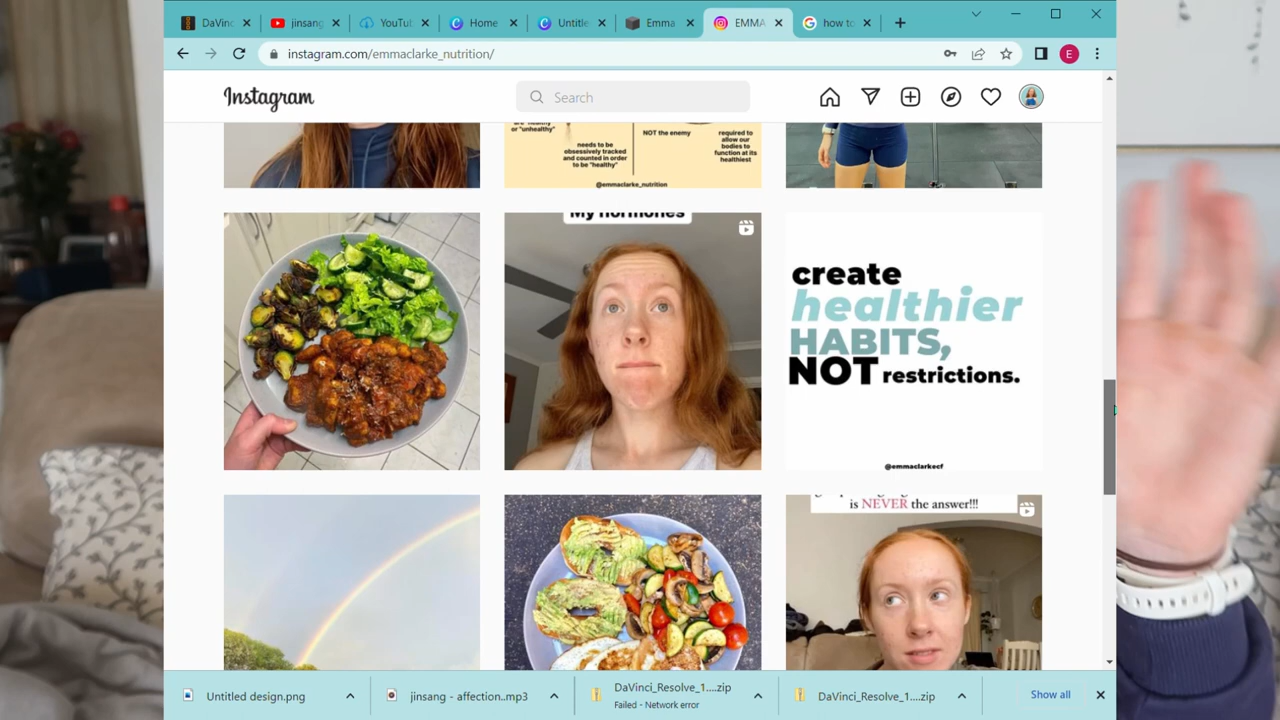 DaVinc
jinsang
YouTu
Home
Untitle
Emma
EMMA
how to
instagram.com/emmaclarke_nutrition/
E
Instagram
Search
or "unhealthy"
needs to be
obsessively tracked
and counted in order
to be "healthy"
NOT the enemy
required to
allow our
bodies to
function at its
healthiest
@emmaclarke_nutrition
My hormones
create
healthier
HABITS,
NOT restrictions.
@emmaclarkecf
is NEVER the answer!!!
Untitled design.png
jinsang - affection..mp3
DaVinci_Resolve_1....zip
Failed - Network error
DaVinci_Resolve_1....zip
Show all